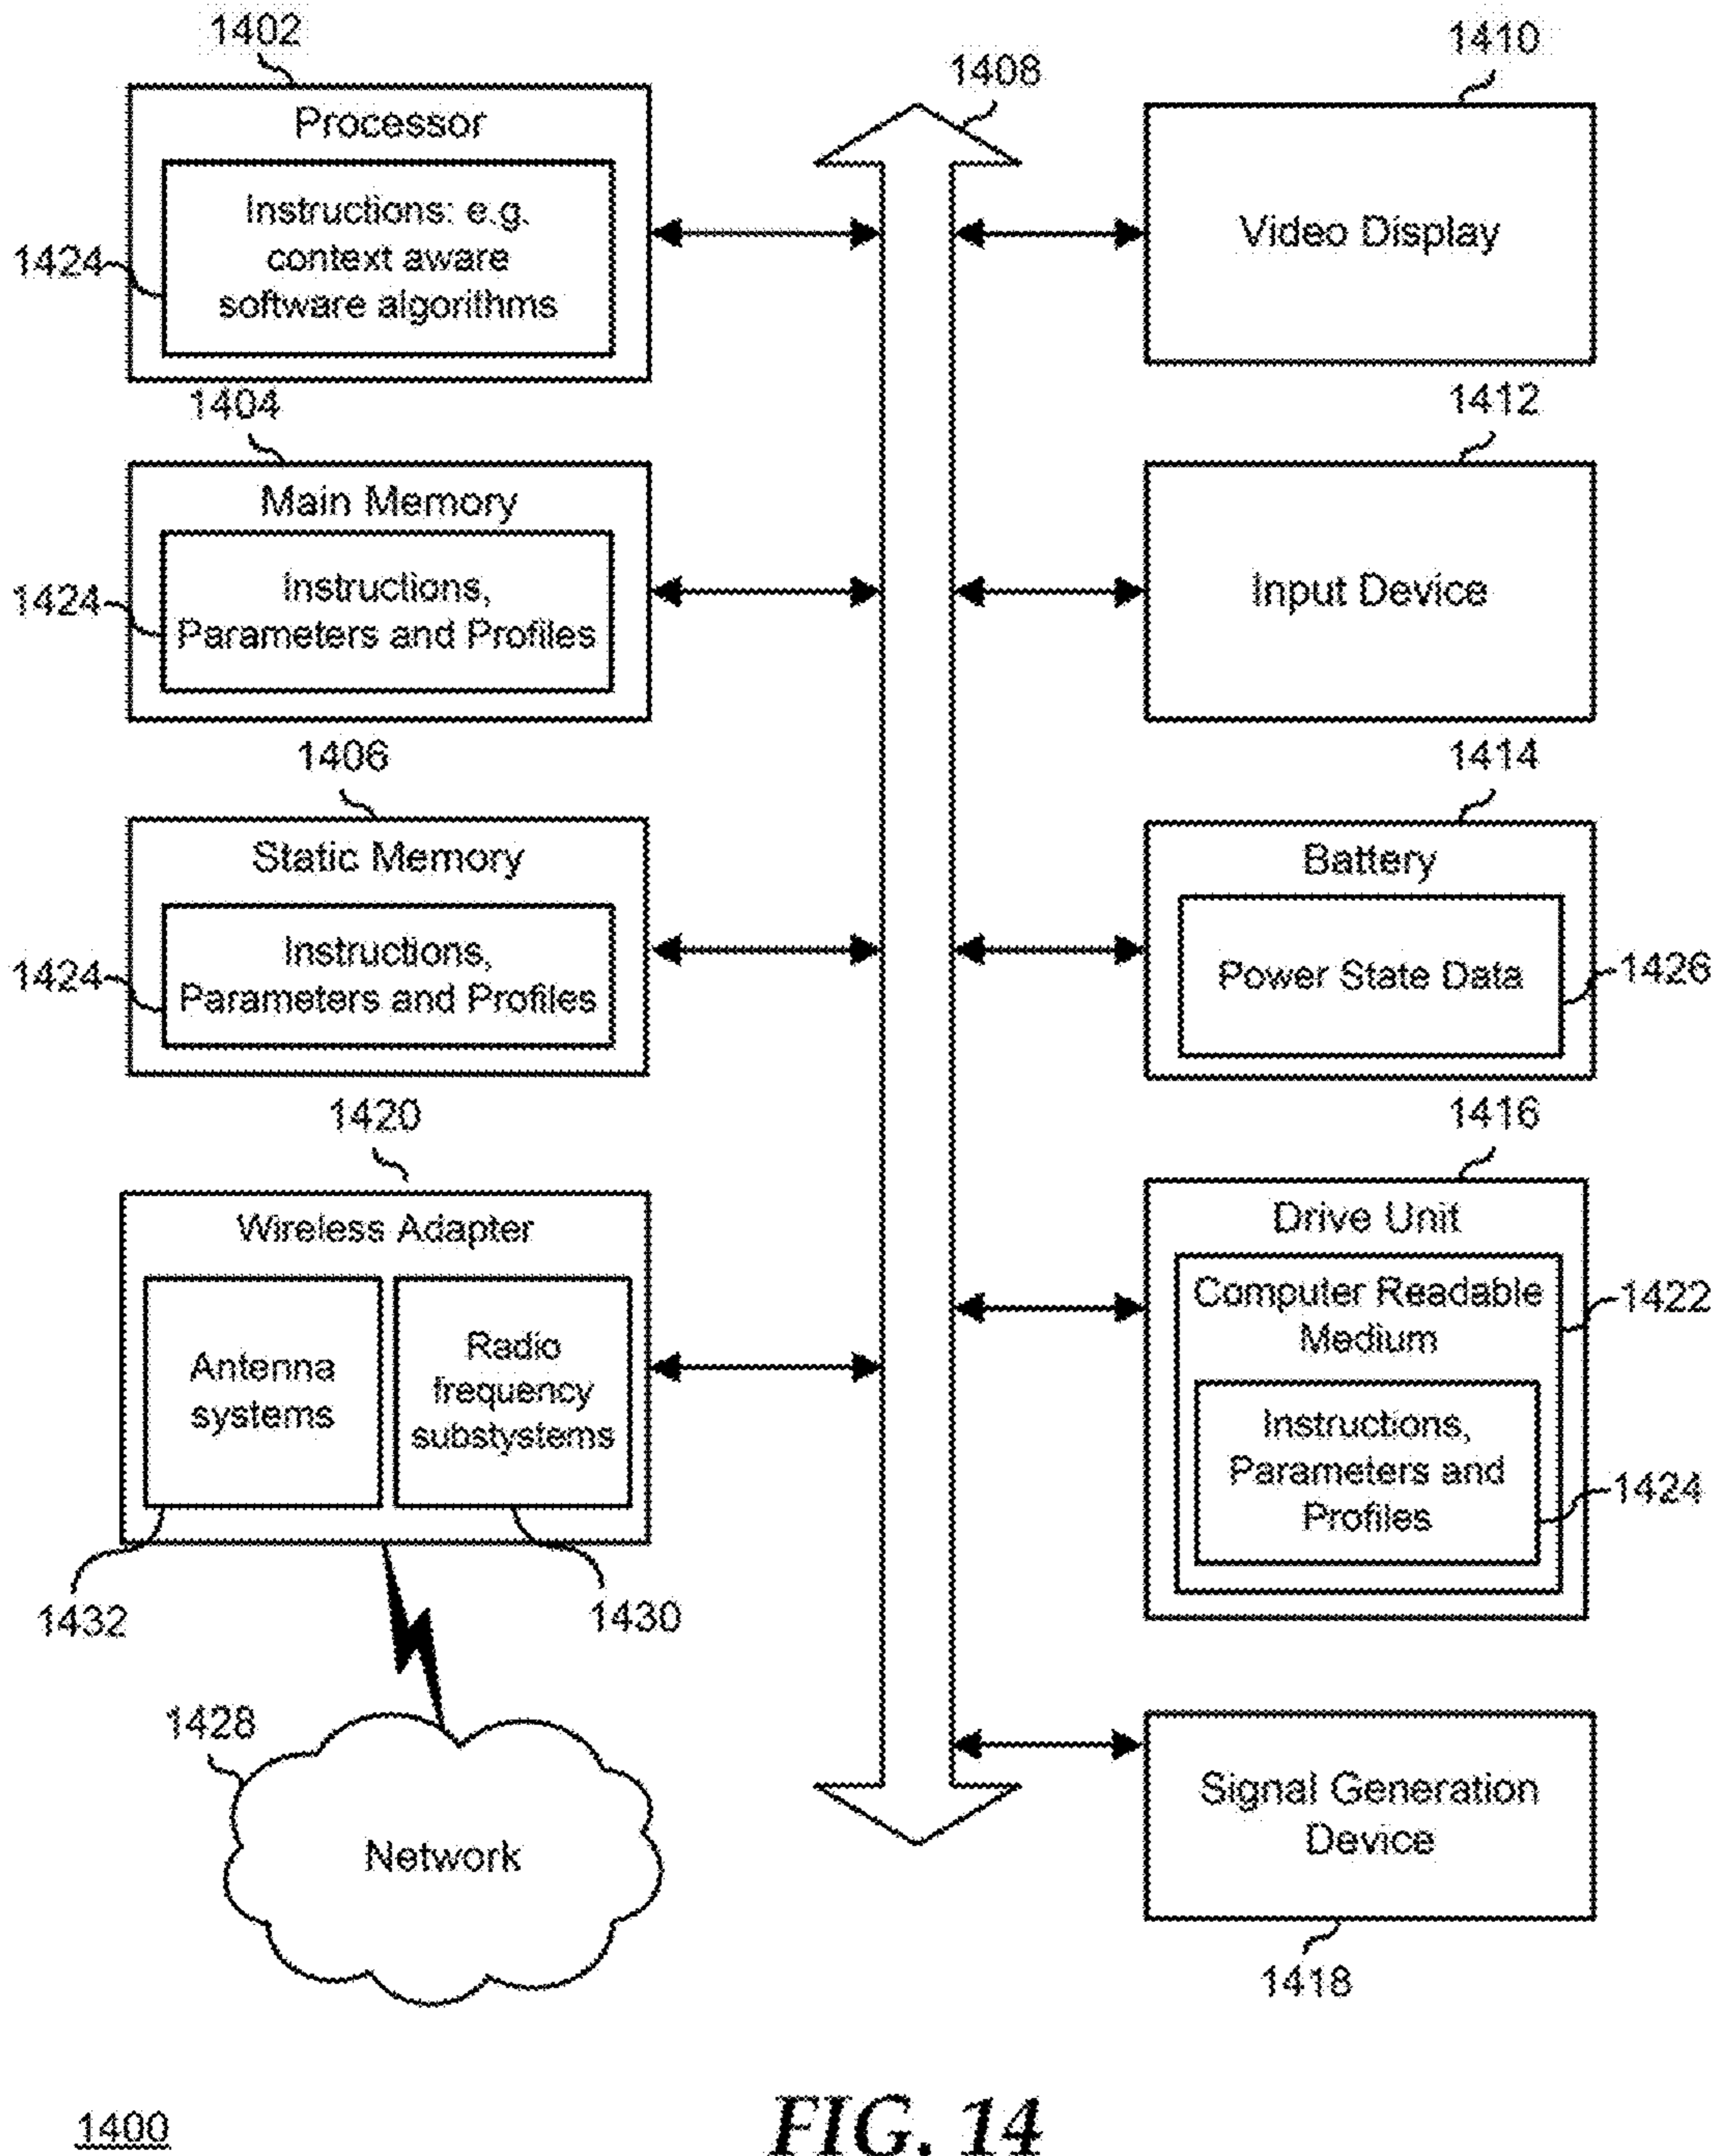 1402
Processor
Instructions: e.g.
context aware
software algorithms
1424
1404
Main Memory
Instructions,
Parameters and Profiles
1424
1406
Static Memory
Instructions,
Parameters and Profiles
1424
1420
Wireless Adapter
Antenna
systems
Radio
frequency
substystems
1432
1430
1428
Network
1408
1410
Video Display
1412
Input Device
1414
Battery
Power State Data
1426
1416
Drive Unit
Computer Readable
Medium
1422
Instructions,
Parameters and
Profiles
1424
Signal Generation
Device
1418
1400
FIG. 14